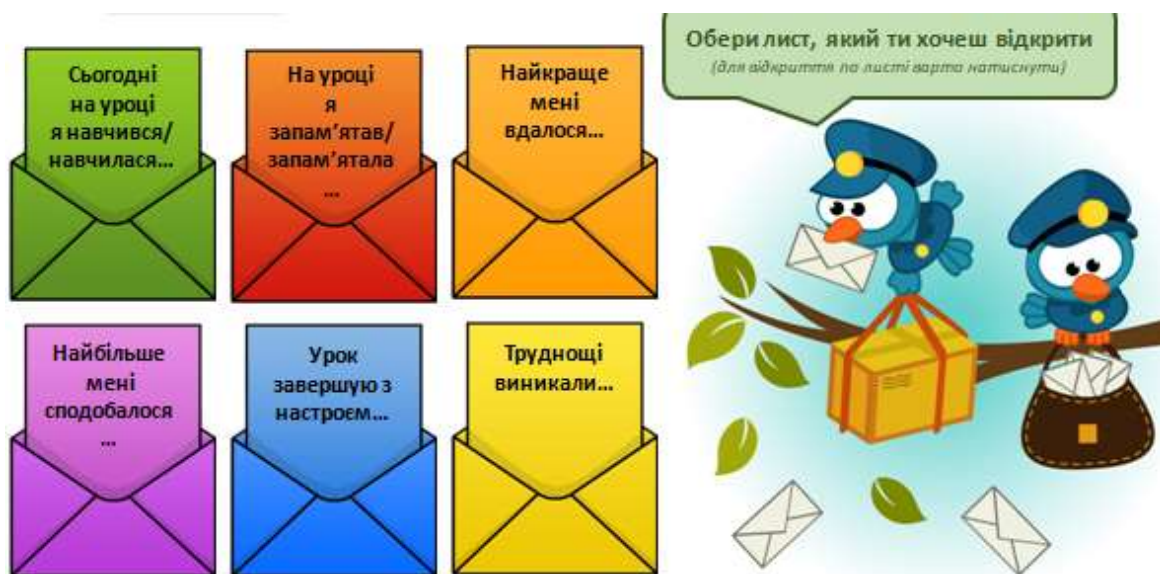 Сьогодні
на уроці
я навчився/
навчилася...
На уроці
я
запам'ятав/
запам'ятала
...
Найкраще
мені
вдалося...
Обери лист, який ти хочеш відкрити
(для відкриття по листі варто натиснути)
Найбільше
мені
сподобалося
...
Урок
завершую з
настроєм...
Труднощі
виникали...